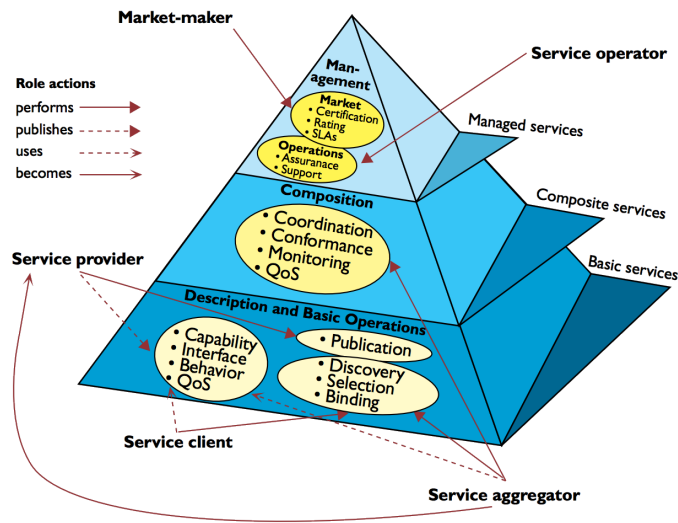 Market-maker
Service operator
Role actions
performs
publishes
uses
becomes
Man-
agement
Market
• Certification
• Rating
• SLAs
Operations
• Assuranace
• Support
Managed services
Composition
• Coordination
• Conformance
• Monitoring
• QoS
Composite services
Service provider
Basic services
Description and Basic Operations
• Capability
• Interface
• Behavior
• QoS
• Publication
• Discovery
• Selection
• Binding
Service client
Service aggregator